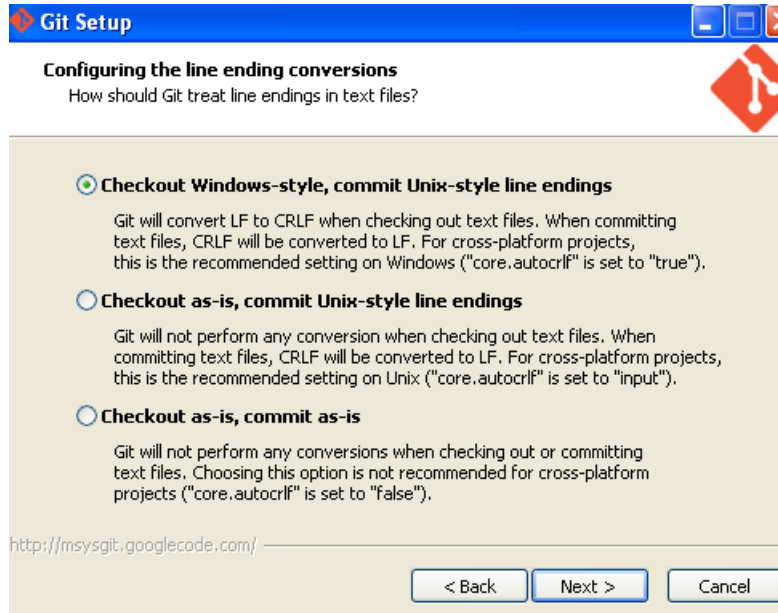 Git Setup
Configuring the line ending conversions
How should Git treat line endings in text files?
Checkout Windows-style, commit Unix-style line endings
Git will convert LF to CRLF when checking out text files. When committing
text files, CRLF will be converted to LF. For cross-platform projects,
this is the recommended setting on Windows ("core.autocrlf" is set to "true").
Checkout as-is, commit Unix-style line endings
Git will not perform any conversion when checking out text files. When
committing text files, CRLF will be converted to LF. For cross-platform projects,
this is the recommended setting on Unix ("core.autocrlf" is set to "input").
Checkout as-is, commit as-is
Git will not perform any conversions when checking out or committing
text files. Choosing this option is not recommended for cross-platform
projects ("core.autocrlf" is set to "false").
http://msysgit.googlecode.com/
< Back Next > Cancel